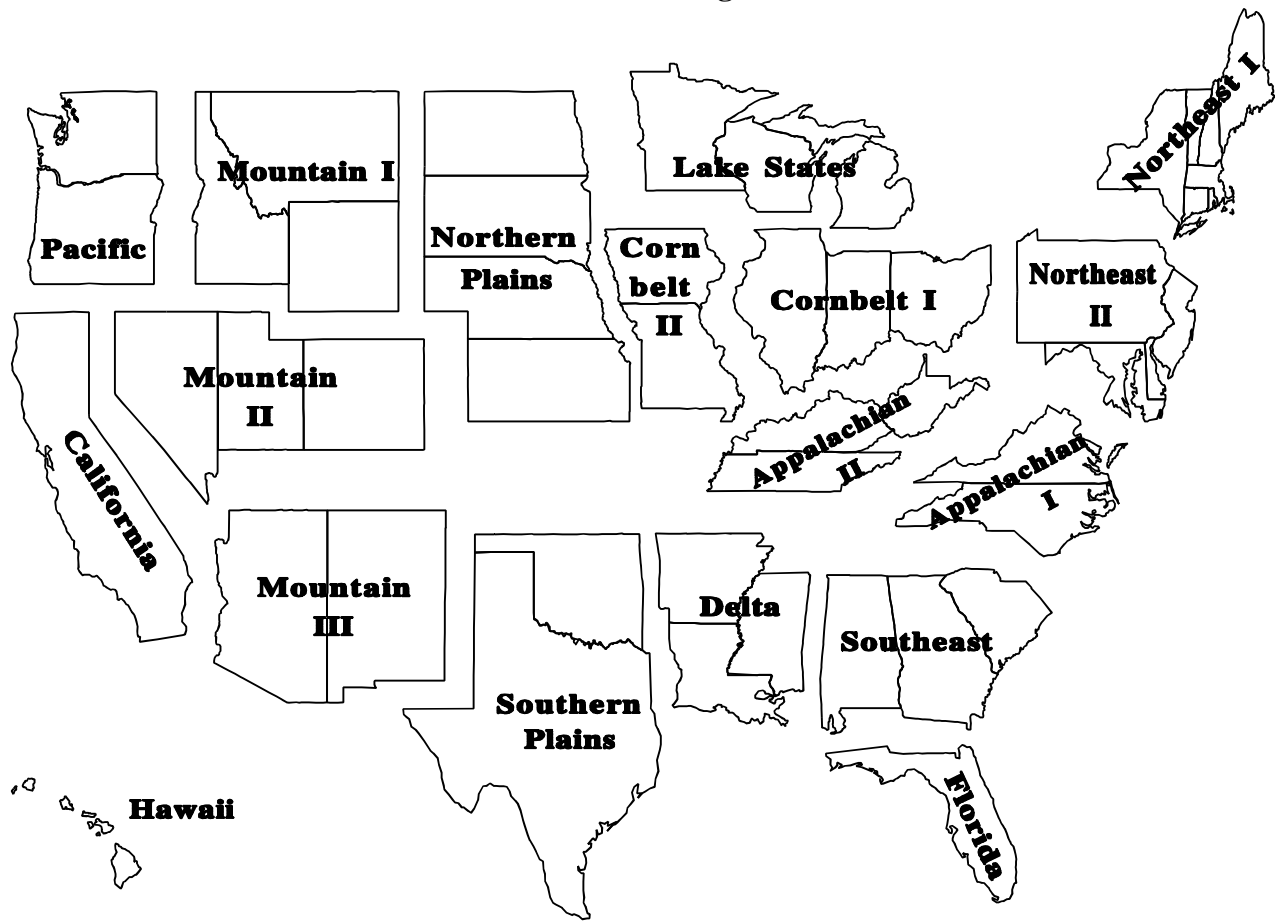 Northeast I
Mountain I
Lake States
Pacific
Northern
Plains
Corn
belt
II
Cornbelt I
Northeast
II
Mountain
II
California
Appalachian
II
Appalachian
I
Mountain
III
Delta
Southeast
Southern
Plains
Hawaii
Florida